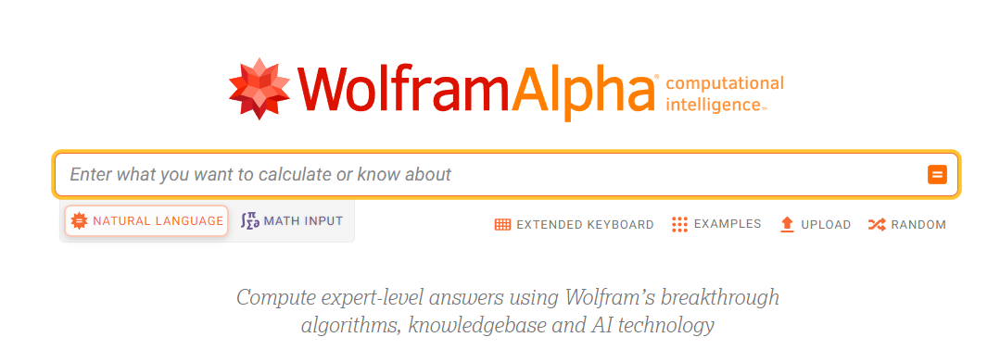 WolframAlpha® computational
intelligence™
Enter what you want to calculate or know about
NATURAL LANGUAGE
MATH INPUT
EXTENDED KEYBOARD
EXAMPLES
UPLOAD
RANDOM
Compute expert-level answers using Wolfram’s breakthrough
algorithms, knowledgebase and AI technology